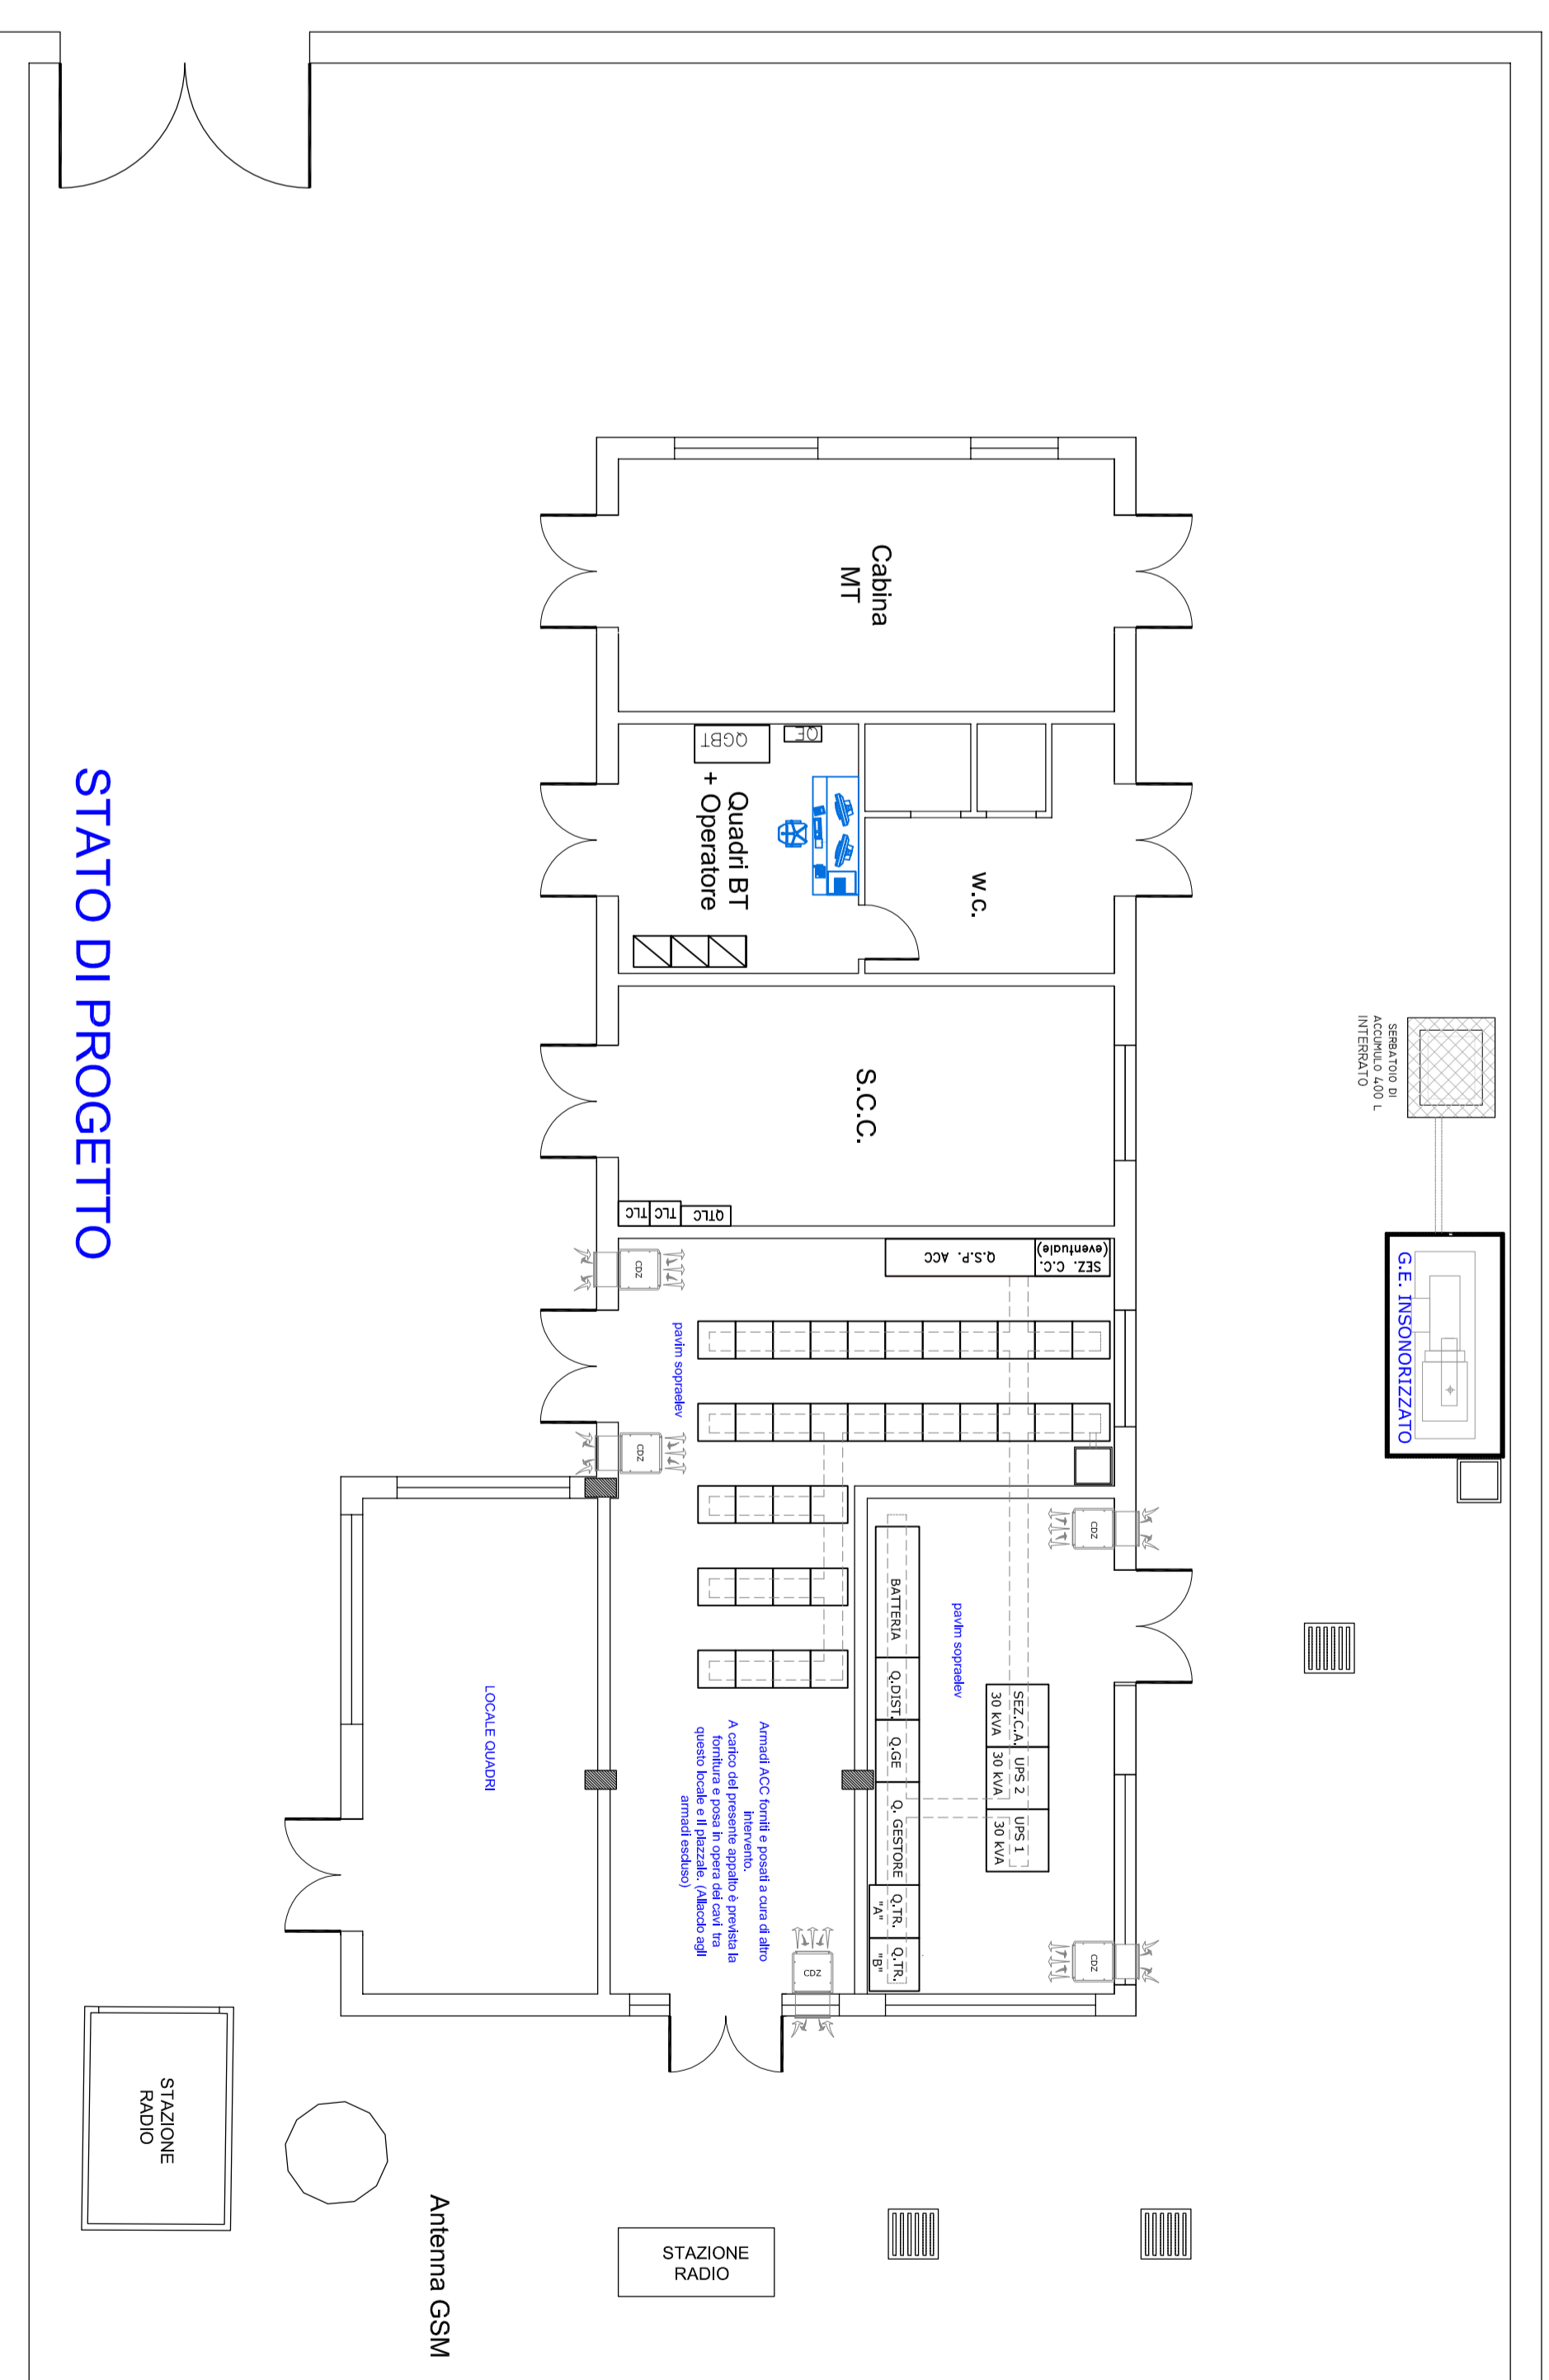 STATO DI PROGETTO
Cabina
MT
QGBT
QE
Quadri BT
+ Operatore
w.c.
S.C.C.
TLC
TLC
QTLC
SERBATOIO DI
ACCUMULO 400 L
INTERRATO
G.E. INSONORIZZATO
Q.S.P. ACC
SEZ. C.C.
(eventuale)
CDZ
CDZ
CDZ
CDZ
CDZ
pavim sopraelev
pavim sopraelev
BATTERIA
Q.DIST.
Q.GE
Q. GESTORE
Q.TR.
"A"
Q.TR.
"B"
SEZ.C.A.
30 kVA
UPS 2
30 kVA
UPS 1
30 kVA
LOCALE QUADRI
Armadi ACC forniti e posati a cura di altro
intervento.
A carico del presente appalto è prevista la
fornitura e posa in opera dei cavi tra
questo locale e il piazzale. (Allaccio agli
armadi escluso)
STAZIONE
RADIO
Antenna GSM
STAZIONE
RADIO